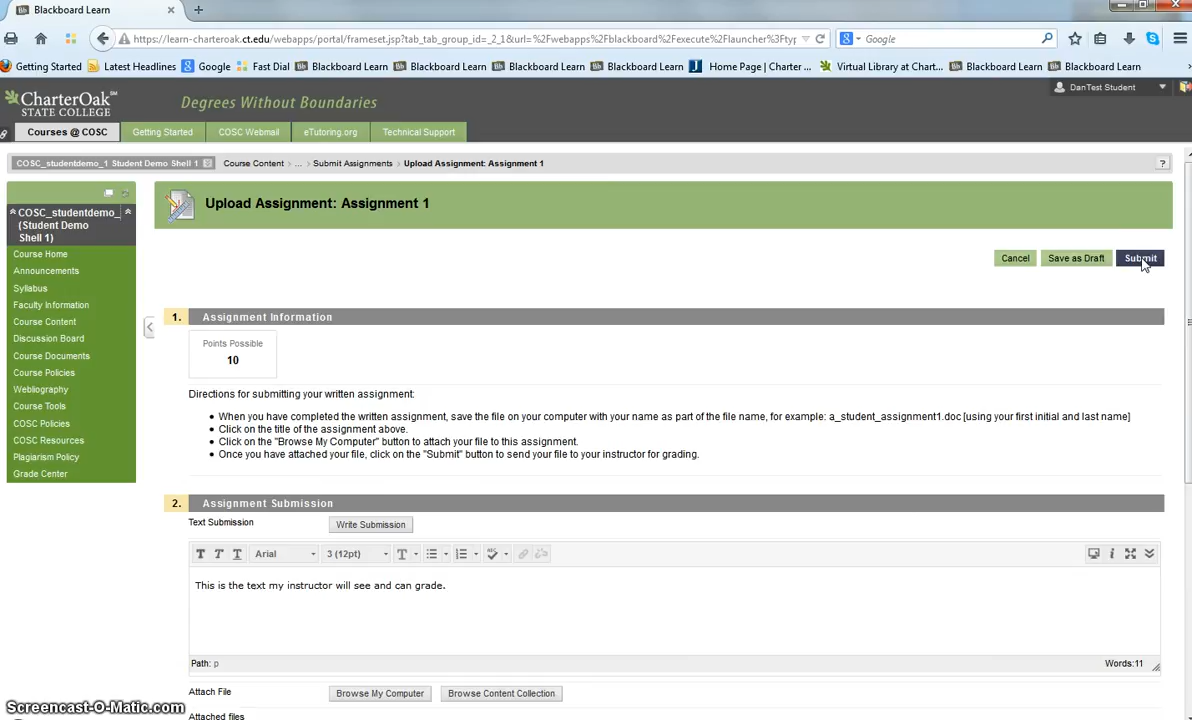 Blackboard Learn
https://learn-charteroak.ct.edu/webapps/portal/frameset.jsp?tab_tab_group_id=_2_1&url=%2Fwebapps%2Fblackboard%2Fexecute%2Flauncher%3Ftyp
Google
Getting Started Latest Headlines Google Fast Dial Blackboard Learn Blackboard Learn Blackboard Learn Blackboard Learn Home Page | Charter ... Virtual Library at Chart... Blackboard Learn Blackboard Learn
CharterOak
STATE COLLEGE
Degrees Without Boundaries
DanTest Student
Courses @ COSC Getting Started COSC Webmail eTutoring.org Technical Support
COSC_studentdemo_1 Student Demo Shell 1 Course Content > ... > Submit Assignments > Upload Assignment: Assignment 1 ?
COSC_studentdemo_
(Student Demo
Shell 1)
Course Home
Announcements
Syllabus
Faculty Information
Course Content
Discussion Board
Course Documents
Course Policies
Webliography
Course Tools
COSC Policies
COSC Resources
Plagiarism Policy
Grade Center
Upload Assignment: Assignment 1
Cancel Save as Draft Submit
1. Assignment Information
Points Possible
10
Directions for submitting your written assignment:
• When you have completed the written assignment, save the file on your computer with your name as part of the file name, for example: a_student_assignment1.doc [using your first initial and last name]
• Click on the title of the assignment above.
• Click on the "Browse My Computer" button to attach your file to this assignment.
• Once you have attached your file, click on the "Submit" button to send your file to your instructor for grading.
2. Assignment Submission
Text Submission Write Submission
T T T Arial 3 (12pt) T
This is the text my instructor will see and can grade.
Path: p Words:11
Attach File Browse My Computer Browse Content Collection
Attached files
Screencast-O-Matic.com